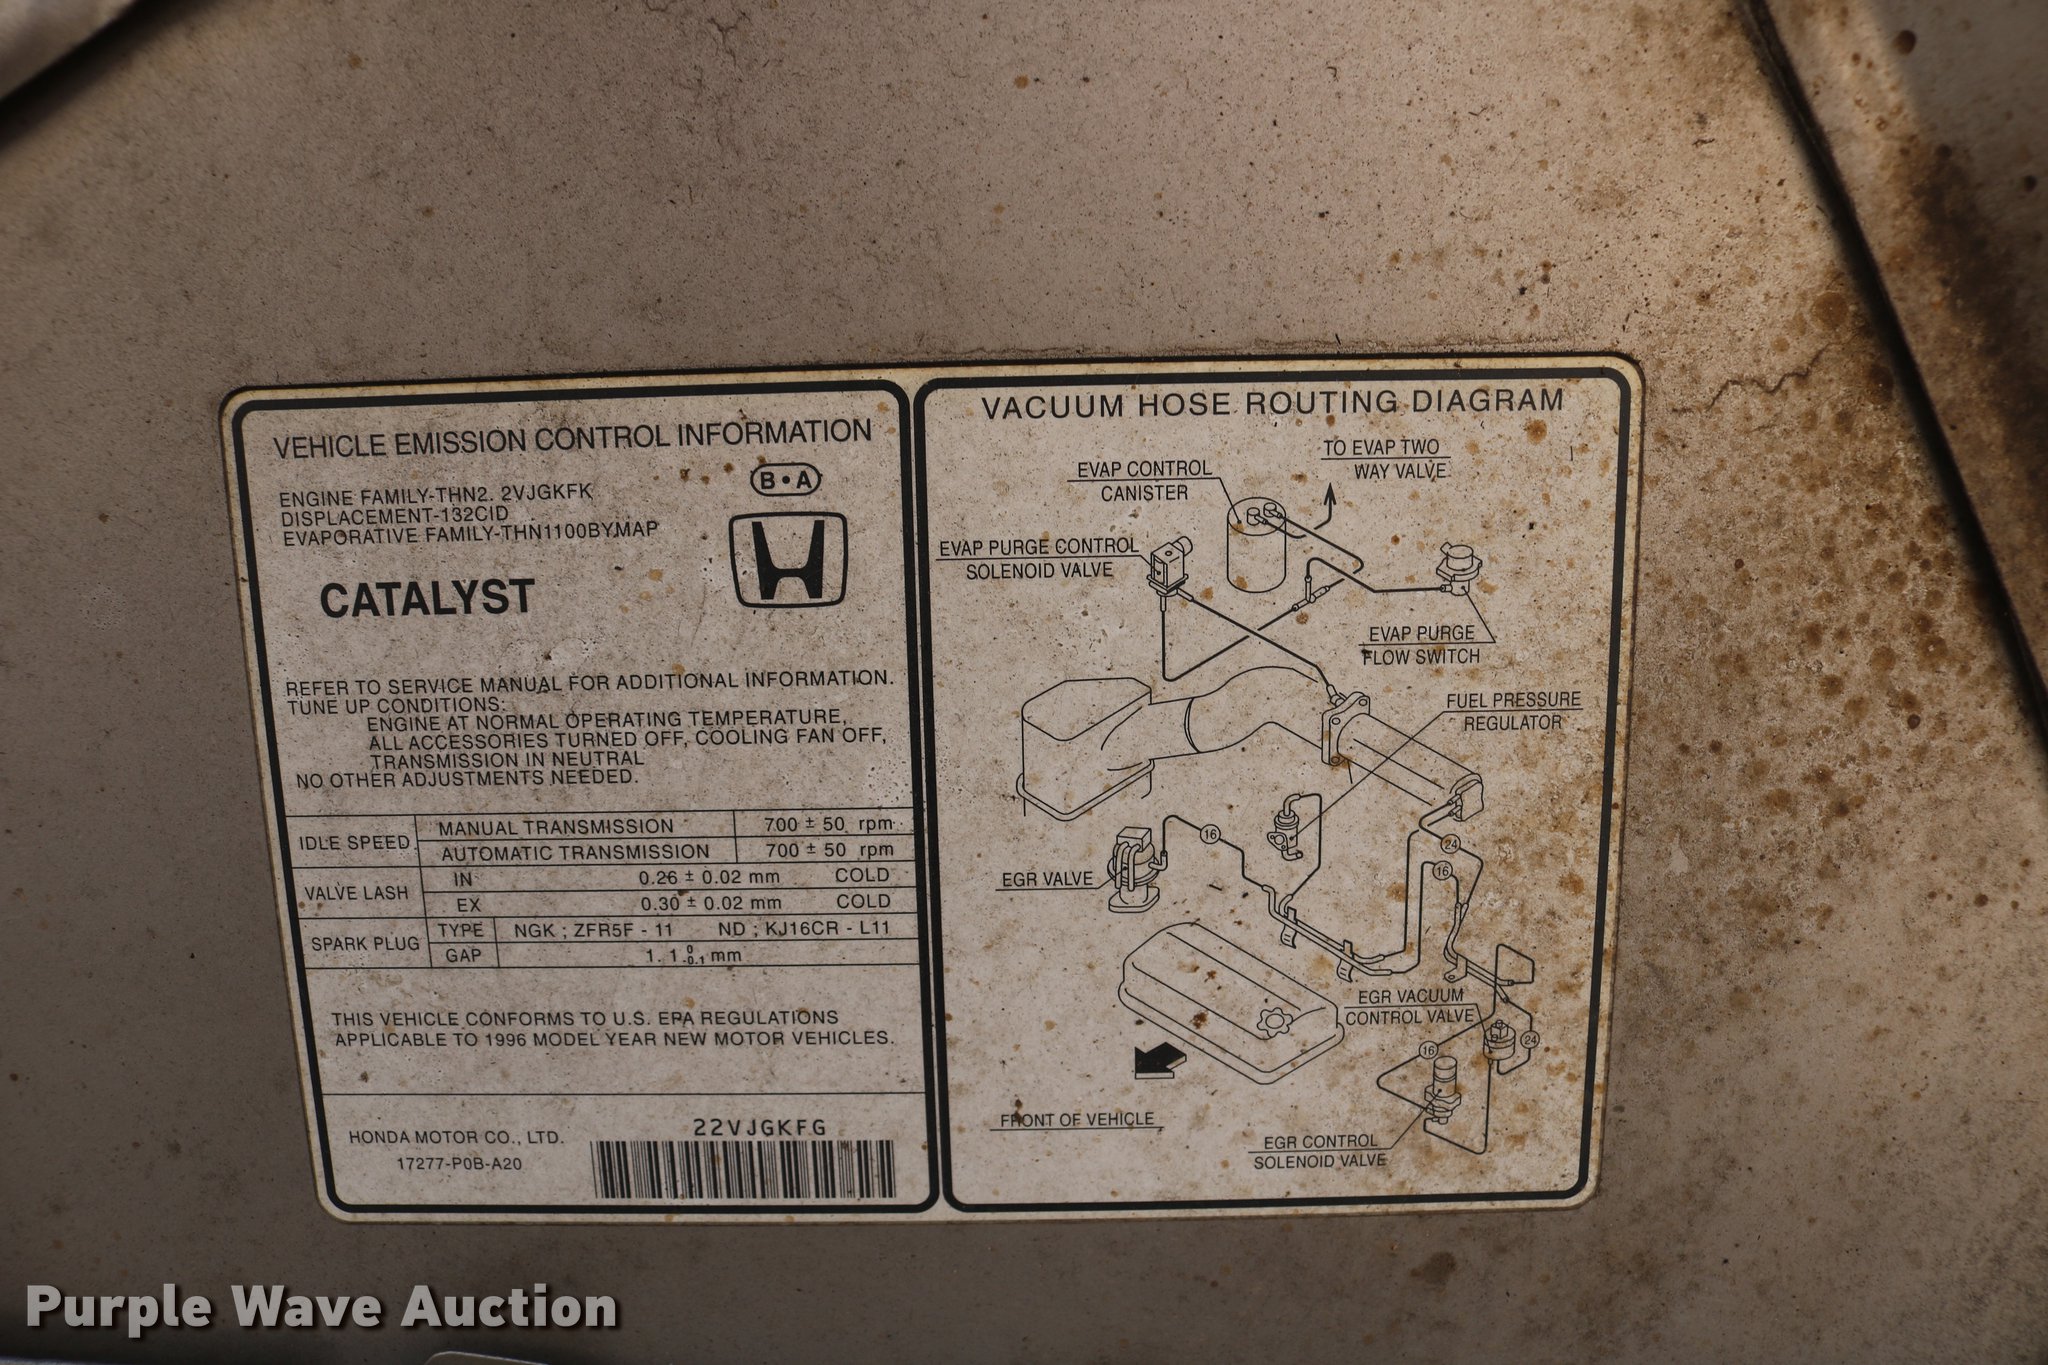 VEHICLE EMISSION CONTROL INFORMATION
B•A
ENGINE FAMILY-THN2. 2VJGKFK
DISPLACEMENT-132CID
EVAPORATIVE FAMILY-THN1100BYMAP
CATALYST
REFER TO SERVICE MANUAL FOR ADDITIONAL INFORMATION.
TUNE UP CONDITIONS:
ENGINE AT NORMAL OPERATING TEMPERATURE,
ALL ACCESSORIES TURNED OFF, COOLING FAN OFF,
TRANSMISSION IN NEUTRAL
NO OTHER ADJUSTMENTS NEEDED.
IDLE SPEED
MANUAL TRANSMISSION 700 ± 50 rpm
AUTOMATIC TRANSMISSION 700 ± 50 rpm
VALVE LASH
IN 0.26 ± 0.02 mm COLD
EX 0.30 ± 0.02 mm COLD
SPARK PLUG
TYPE NGK ; ZFR5F - 11 ND ; KJ16CR - L11
GAP 1. 1 0 -0.1 mm
THIS VEHICLE CONFORMS TO U.S. EPA REGULATIONS
APPLICABLE TO 1996 MODEL YEAR NEW MOTOR VEHICLES.
HONDA MOTOR CO., LTD.
17277-P0B-A20
22VJGKFG
VACUUM HOSE ROUTING DIAGRAM
TO EVAP TWO
WAY VALVE
EVAP CONTROL
CANISTER
EVAP PURGE CONTROL
SOLENOID VALVE
EVAP PURGE
FLOW SWITCH
FUEL PRESSURE
REGULATOR
16
24
16
EGR VALVE
EGR VACUUM
CONTROL VALVE
16
24
FRONT OF VEHICLE
EGR CONTROL
SOLENOID VALVE
Purple Wave Auction